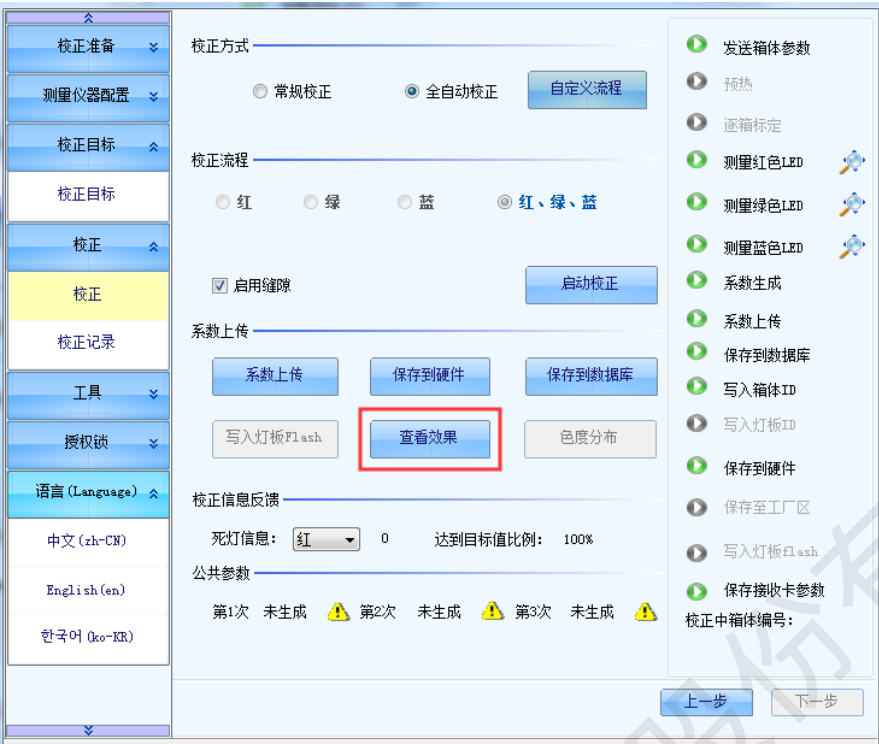 校正准备
测量仪器配置
校正目标
校正目标
校正
校正
校正记录
工具
授权锁
语言(Language)
中文(zh-CN)
English(en)
한국어(ko-KR)
校正方式
常规校正 全自动校正 自定义流程
校正流程
红 绿 蓝 红、绿、蓝
启用缝隙 启动校正
系数上传
系数上传 保存到硬件 保存到数据库
写入灯板Flash 查看效果 色度分布
校正信息反馈
死灯信息: 红 0 达到目标值比例: 100%
公共参数
第1次 未生成 第2次 未生成 第3次 未生成
发送箱体参数
预热
逐箱标定
测量红色LED
测量绿色LED
测量蓝色LED
系数生成
系数上传
保存到数据库
写入箱体ID
写入灯板ID
保存到硬件
保存至工厂区
写入灯板flash
保存接收卡参数
校正中箱体编号:
上一步 下一步
股份有